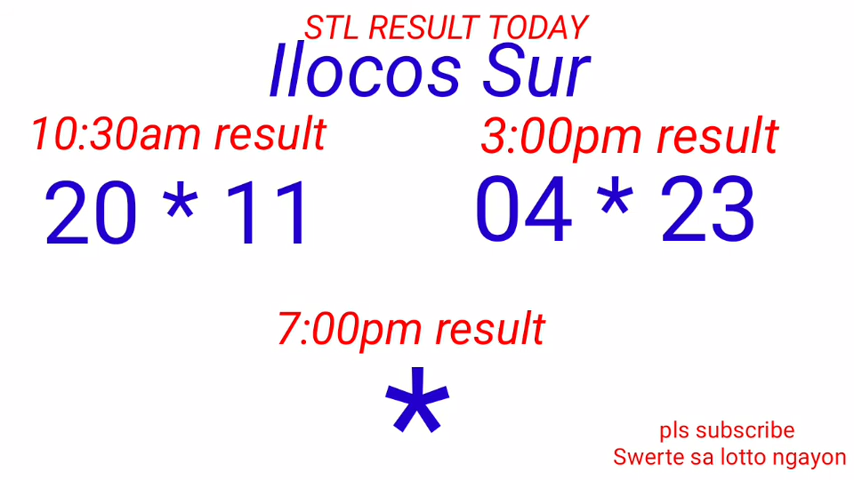 STL RESULT TODAY
Ilocos Sur
10:30am result
20 * 11
3:00pm result
04 * 23
7:00pm result
*
pls subscribe
Swerte sa lotto ngayon